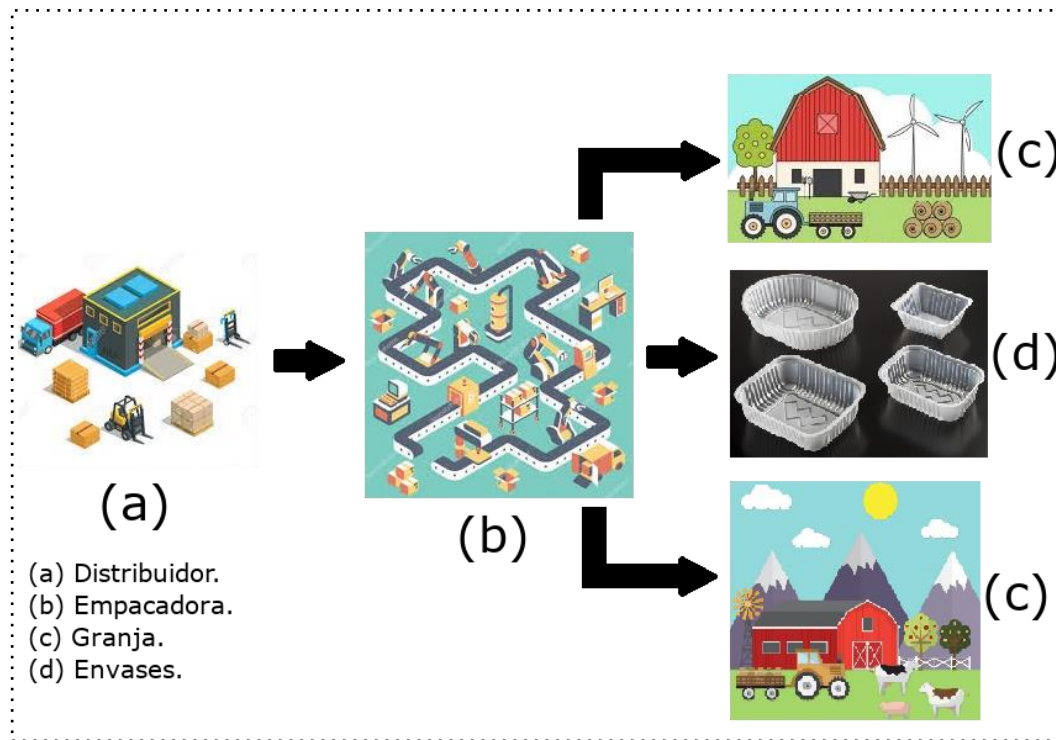 (c)
(d)
(c)
(a)
(b)
(a) Distribuidor.
(b) Empacadora.
(c) Granja.
(d) Envases.